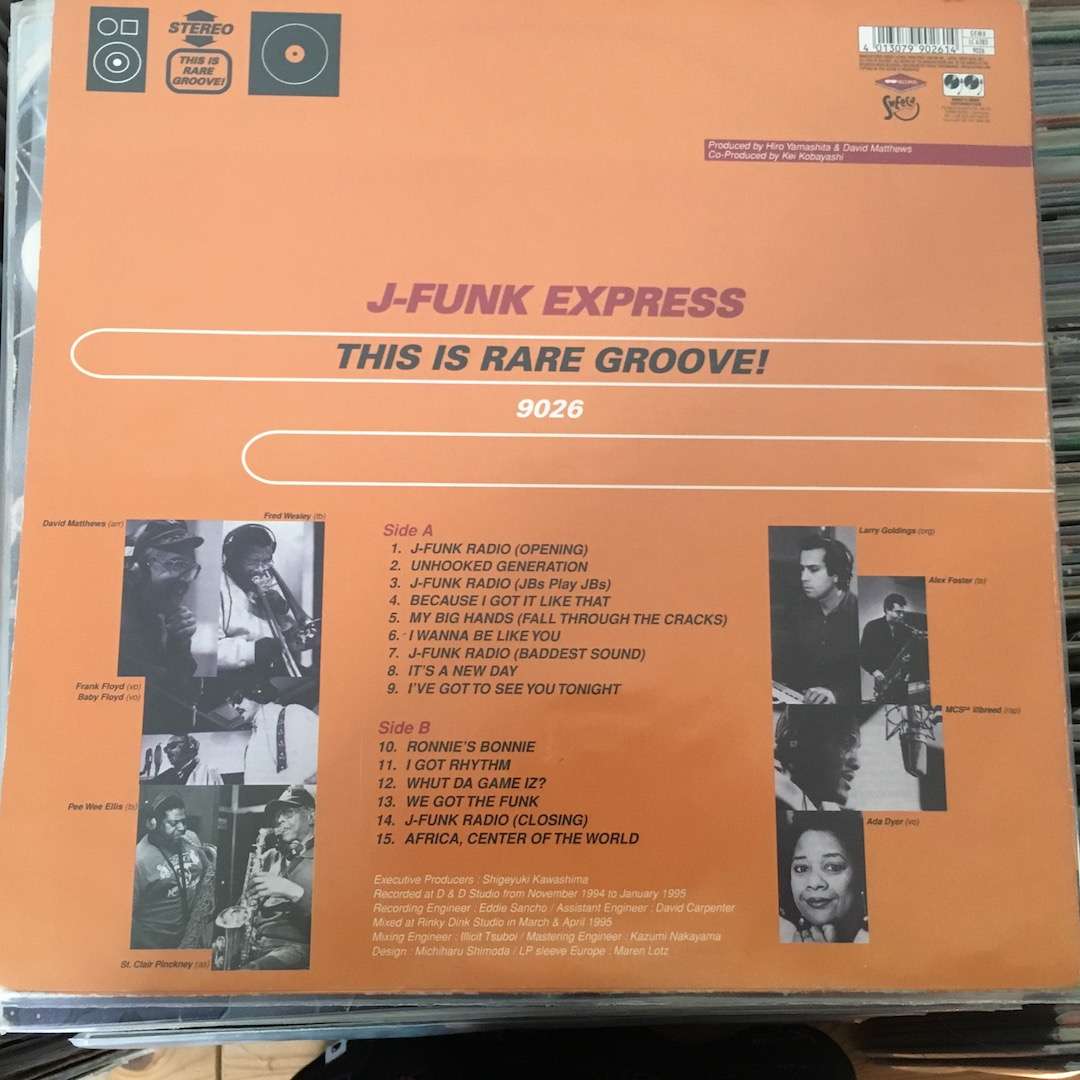 STEREO
THIS IS
RARE
GROOVE!
4 013079 902614
GEMA
9026
Produced by Hiro Yamashita & David Matthews
Co-Produced by Kei Kobayashi
J-FUNK EXPRESS
THIS IS RARE GROOVE!
9026
David Matthews (arr)
Fred Wesley (tb)
Frank Floyd (vo)
Baby Floyd (vo)
Pee Wee Ellis (ts)
St. Clair Pinckney (as)
Side A
1. J-FUNK RADIO (OPENING)
2. UNHOOKED GENERATION
3. J-FUNK RADIO (JBs Play JBs)
4. BECAUSE I GOT IT LIKE THAT
5. MY BIG HANDS (FALL THROUGH THE CRACKS)
6. I WANNA BE LIKE YOU
7. J-FUNK RADIO (BADDEST SOUND)
8. IT'S A NEW DAY
9. I'VE GOT TO SEE YOU TONIGHT
Side B
10. RONNIE'S BONNIE
11. I GOT RHYTHM
12. WHUT DA GAME IZ?
13. WE GOT THE FUNK
14. J-FUNK RADIO (CLOSING)
15. AFRICA, CENTER OF THE WORLD
Executive Producers : Shigeyuki Kawashima
Recorded at D & D Studio from November 1994 to January 1995
Recording Engineer : Eddie Sancho / Assistant Engineer : David Carpenter
Mixed at Rinky Dink Studio in March & April 1995
Mixing Engineer : Illicit Tsuboi / Mastering Engineer : Kazumi Nakayama
Design : Michiharu Shimoda / LP sleeve Europe : Maren Lotz
Larry Goldings (org)
Alex Foster (ts)
illbreed (rap)
Ada Dyer (vo)